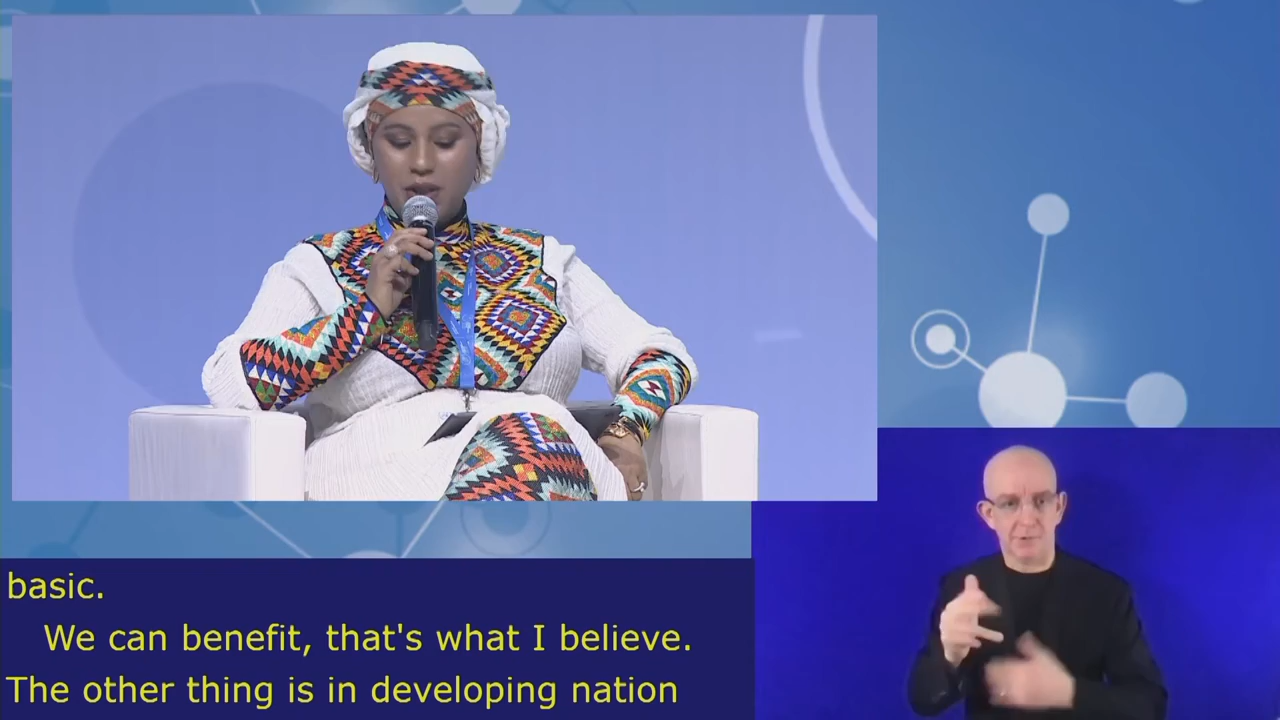 basic.
We can benefit, that's what I believe.
The other thing is in developing nation